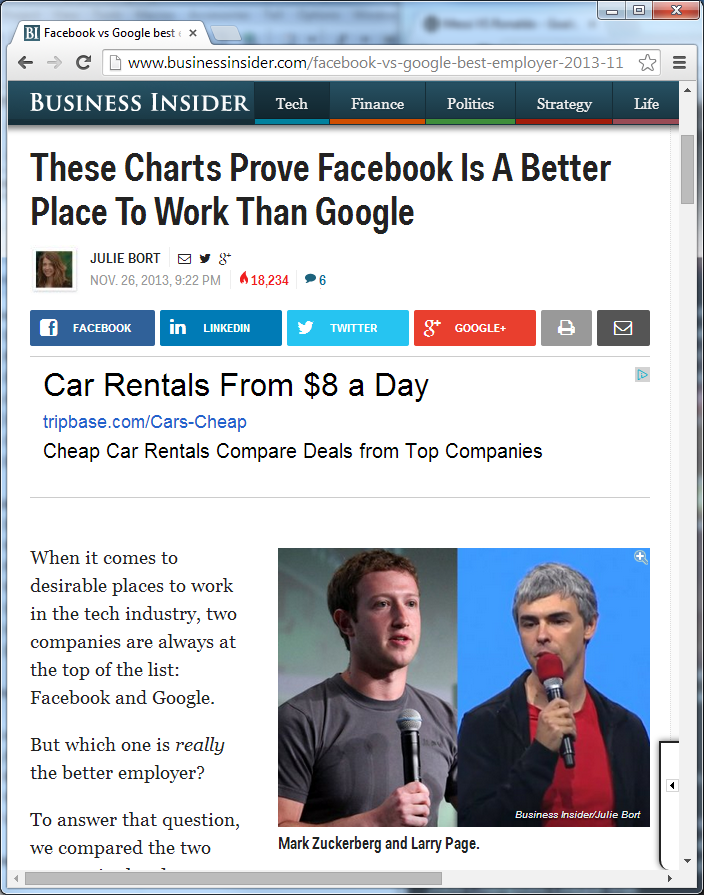 Facebook vs Google best
www.businessinsider.com/facebook-vs-google-best-employer-2013-11
BUSINESS INSIDER
Tech
Finance
Politics
Strategy
Life
These Charts Prove Facebook Is A Better
Place To Work Than Google
JULIE BORT
NOV. 26, 2013, 9:22 PM
18,234
6
FACEBOOK
LINKEDIN
TWITTER
GOOGLE+
Car Rentals From $8 a Day
tripbase.com/Cars-Cheap
Cheap Car Rentals Compare Deals from Top Companies
When it comes to
desirable places to work
in the tech industry, two
companies are always at
the top of the list:
Facebook and Google.
But which one is really
the better employer?
To answer that question,
we compared the two
Business Insider/Julie Bort
Mark Zuckerberg and Larry Page.